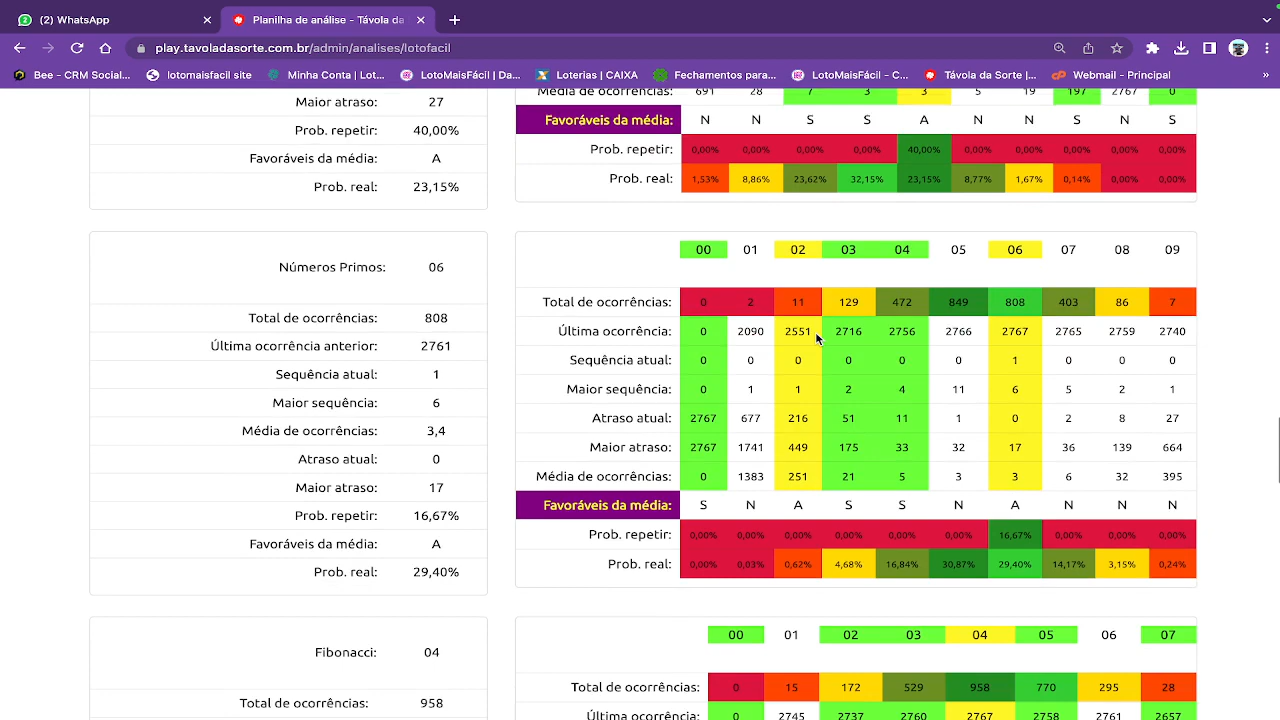 (2) WhatsApp
Planilha de análise - Távola da
play.tavoladasorte.com.br/admin/analises/lotofacil
Bee - CRM Social...
lotomaisfacil site
Minha Conta | Lot...
LotoMaisFácil | Da...
Loterias | CAIXA
Fechamentos para...
LotoMaisFácil - C...
Távola da Sorte |...
Webmail - Principal
»
Maior atraso: 27
Prob. repetir: 40,00%
Favoráveis da média: A
Prob. real: 23,15%
Média de ocorrências: 691 28 7 3 3 5 19 197 2767 0
Favoráveis da média: N N S S A N N S N S
Prob. repetir: 0,00% 0,00% 0,00% 0,00% 40,00% 0,00% 0,00% 0,00% 0,00% 0,00%
Prob. real: 1,53% 8,86% 23,62% 32,15% 23,15% 8,77% 1,67% 0,14% 0,00% 0,00%
Números Primos: 06
Total de ocorrências: 808
Última ocorrência anterior: 2761
Sequência atual: 1
Maior sequência: 6
Média de ocorrências: 3,4
Atraso atual: 0
Maior atraso: 17
Prob. repetir: 16,67%
Favoráveis da média: A
Prob. real: 29,40%
00 01 02 03 04 05 06 07 08 09
Total de ocorrências: 0 2 11 129 472 849 808 403 86 7
Última ocorrência: 0 2090 2551 2716 2756 2766 2767 2765 2759 2740
Sequência atual: 0 0 0 0 0 0 1 0 0 0
Maior sequência: 0 1 1 2 4 11 6 5 2 1
Atraso atual: 2767 677 216 51 11 1 0 2 8 27
Maior atraso: 2767 1741 449 175 33 32 17 36 139 664
Média de ocorrências: 0 1383 251 21 5 3 3 6 32 395
Favoráveis da média: S N A S S N A N N N
Prob. repetir: 0,00% 0,00% 0,00% 0,00% 0,00% 0,00% 16,67% 0,00% 0,00% 0,00%
Prob. real: 0,00% 0,03% 0,62% 4,68% 16,84% 30,87% 29,40% 14,17% 3,15% 0,24%
Fibonacci: 04
Total de ocorrências: 958
00 01 02 03 04 05 06 07
Total de ocorrências: 0 15 172 529 958 770 295 28
Última ocorrência: 0 2745 2737 2760 2767 2758 2761 2657